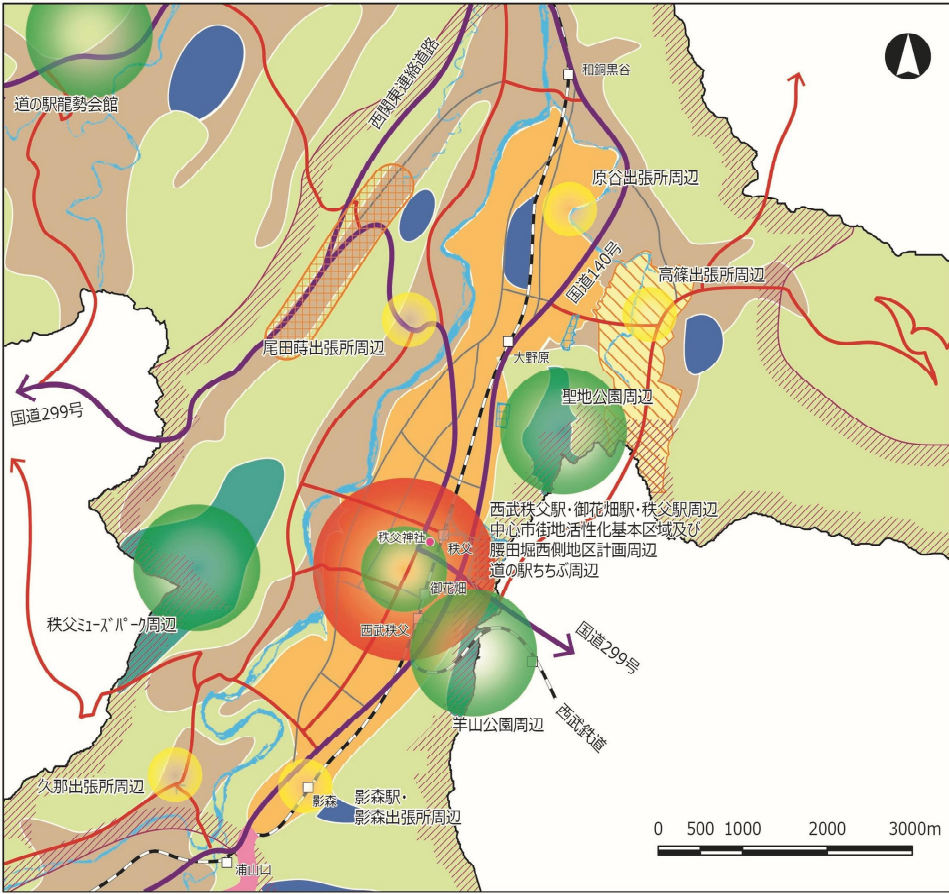 和銅黒谷
西関東連絡道路
道の駅龍勢会館
原谷出張所周辺
国道140号
高篠出張所周辺
尾田蒔出張所周辺
大野原
国道299号
聖地公園周辺
西武秩父駅・御花畑駅・秩父駅周辺
中心市街地活性化基本区域及び
腰田堀西側地区計画周辺
道の駅ちちぶ周辺
秩父神社
秩父
御花畑
西武秩父
秩父ﾐｭｰｽﾞﾊﾟｰｸ周辺
国道299号
西武鉄道
羊山公園周辺
久那出張所周辺
影森
影森駅・
影森出張所周辺
浦山口
0 500 1000 2000 3000m